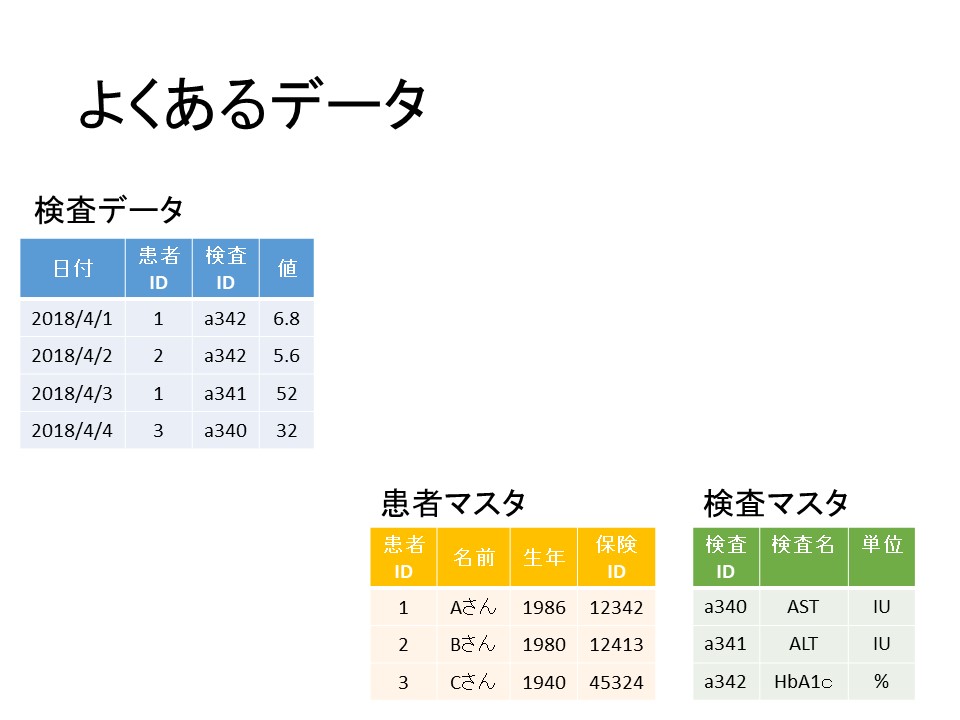 よくあるデータ
検査データ
日付 患者ID 検査ID 値
2018/4/1 1 a342 6.8
2018/4/2 2 a342 5.6
2018/4/3 1 a341 52
2018/4/4 3 a340 32
患者マスタ
患者ID 名前 生年 保険ID
1 Aさん 1986 12342
2 Bさん 1980 12413
3 Cさん 1940 45324
検査マスタ
検査ID 検査名 単位
a340 AST IU
a341 ALT IU
a342 HbA1c %